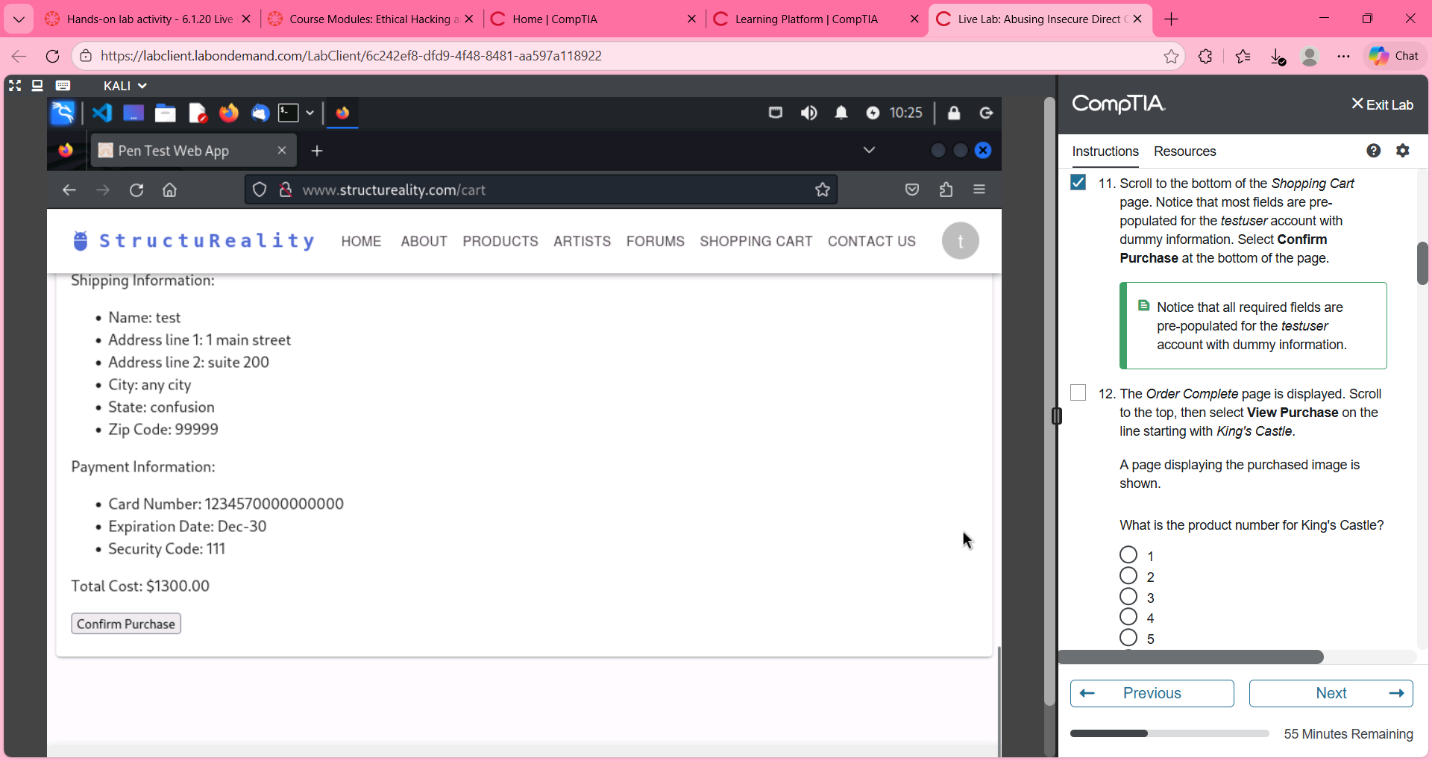 Hands-on lab activity - 6.1.20 Live
Course Modules: Ethical Hacking a
Home | CompTIA
Learning Platform | CompTIA
Live Lab: Abusing Insecure Direct
https://labclient.labondemand.com/LabClient/6c242ef8-dfd9-4f48-8481-aa597a118922
Chat
KALI
10:25
Pen Test Web App
www.structureality.com/cart
StructuReality
HOME
ABOUT
PRODUCTS
ARTISTS
FORUMS
SHOPPING CART
CONTACT US
t
Shipping Information:
• Name: test
• Address line 1: 1 main street
• Address line 2: suite 200
• City: any city
• State: confusion
• Zip Code: 99999
Payment Information:
• Card Number: 1234570000000000
• Expiration Date: Dec-30
• Security Code: 111
Total Cost: $1300.00
Confirm Purchase
CompTIA.
Exit Lab
Instructions
Resources
11. Scroll to the bottom of the Shopping Cart
page. Notice that most fields are pre-
populated for the testuser account with
dummy information. Select Confirm
Purchase at the bottom of the page.
Notice that all required fields are
pre-populated for the testuser
account with dummy information.
12. The Order Complete page is displayed. Scroll
to the top, then select View Purchase on the
line starting with King's Castle.
A page displaying the purchased image is
shown.
What is the product number for King's Castle?
1
2
3
4
5
Previous
Next
55 Minutes Remaining